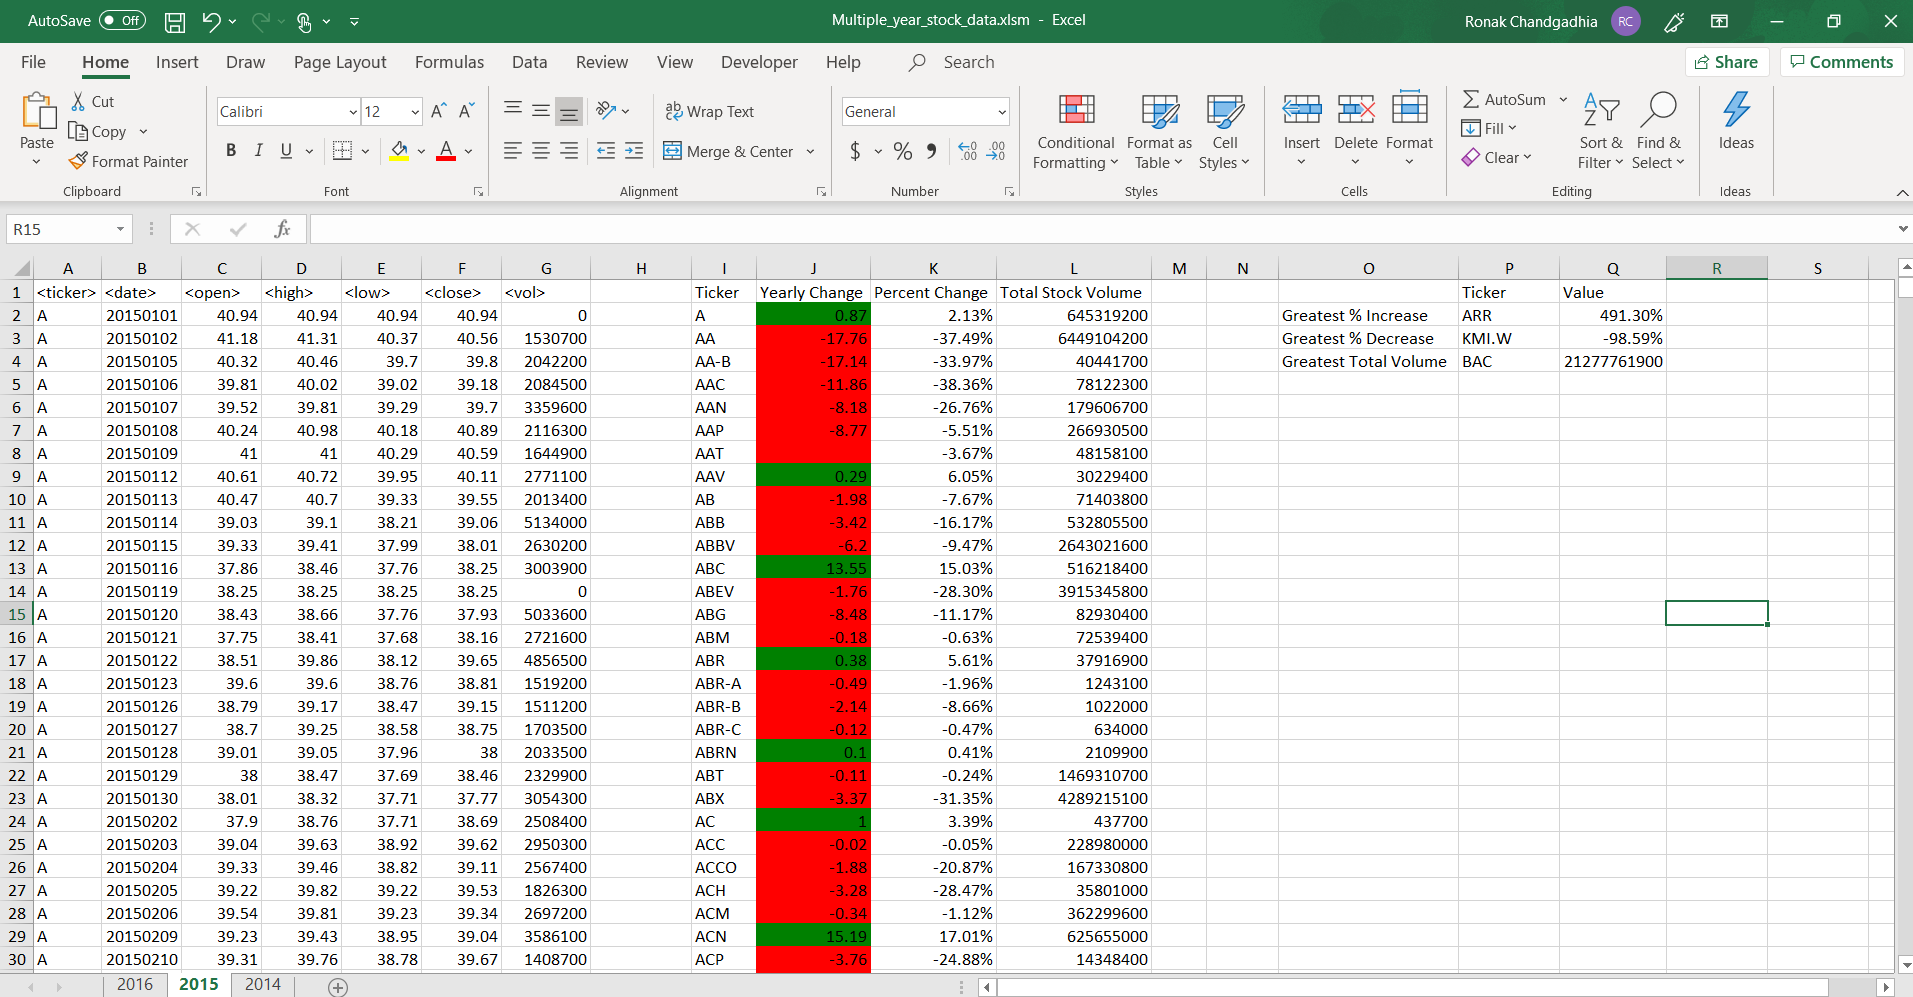 AutoSave Off Multiple_year_stock_data.xlsm - Excel Ronak Chandgadhia RC
File Home Insert Draw Page Layout Formulas Data Review View Developer Help Search Share Comments
Paste Cut Copy Format Painter
Clipboard
Calibri 12 A A
B I U A
Font
ab Wrap Text
Merge & Center
Alignment
General
$ % 9 .00 .00
Number
Conditional Formatting Format as Table Cell Styles
Styles
Insert Delete Format
Cells
AutoSum Fill Clear Sort & Filter Find & Select
Editing
Ideas
Ideas
R15 fx
A B C D E F G H I J K L M N O P Q R S
1 <ticker> <date> <open> <high> <low> <close> <vol> Ticker Yearly Change Percent Change Total Stock Volume Ticker Value
2 A 20150101 40.94 40.94 40.94 40.94 0 A 0.87 2.13% 645319200 Greatest % Increase ARR 491.30%
3 A 20150102 41.18 41.31 40.37 40.56 1530700 AA -17.76 -37.49% 6449104200 Greatest % Decrease KMI.W -98.59%
4 A 20150105 40.32 40.46 39.7 39.8 2042200 AA-B -17.14 -33.97% 40441700 Greatest Total Volume BAC 21277761900
5 A 20150106 39.81 40.02 39.02 39.18 2084500 AAC -11.86 -38.36% 78122300
6 A 20150107 39.52 39.81 39.29 39.7 3359600 AAN -8.18 -26.76% 179606700
7 A 20150108 40.24 40.98 40.18 40.89 2116300 AAP -8.77 -5.51% 266930500
8 A 20150109 41 41 40.29 40.59 1644900 AAT -3.67% 48158100
9 A 20150112 40.61 40.72 39.95 40.11 2771100 AAV 0.29 6.05% 30229400
10 A 20150113 40.47 40.7 39.33 39.55 2013400 AB -1.98 -7.67% 71403800
11 A 20150114 39.03 39.1 38.21 39.06 5134000 ABB -3.42 -16.17% 532805500
12 A 20150115 39.33 39.41 37.99 38.01 2630200 ABBV -6.2 -9.47% 2643021600
13 A 20150116 37.86 38.46 37.76 38.25 3003900 ABC 13.55 15.03% 516218400
14 A 20150119 38.25 38.25 38.25 38.25 0 ABEV -1.76 -28.30% 3915345800
15 A 20150120 38.43 38.66 37.76 37.93 5033600 ABG -8.48 -11.17% 82930400
16 A 20150121 37.75 38.41 37.68 38.16 2721600 ABM -0.18 -0.63% 72539400
17 A 20150122 38.51 39.86 38.12 39.65 4856500 ABR 0.38 5.61% 37916900
18 A 20150123 39.6 39.6 38.76 38.81 1519200 ABR-A -0.49 -1.96% 1243100
19 A 20150126 38.79 39.17 38.47 39.15 1511200 ABR-B -2.14 -8.66% 1022000
20 A 20150127 38.7 39.25 38.58 38.75 1703500 ABR-C -0.12 -0.47% 634000
21 A 20150128 39.01 39.05 37.96 38 2033500 ABRN 0.1 0.41% 2109900
22 A 20150129 38 38.47 37.69 38.46 2329900 ABT -0.11 -0.24% 1469310700
23 A 20150130 38.01 38.32 37.71 37.77 3054300 ABX -3.37 -31.35% 4289215100
24 A 20150202 37.9 38.76 37.71 38.69 2508400 AC 1 3.39% 437700
25 A 20150203 39.04 39.63 38.92 39.62 2950300 ACC -0.02 -0.05% 228980000
26 A 20150204 39.33 39.46 38.82 39.11 2567400 ACCO -1.88 -20.87% 167330800
27 A 20150205 39.22 39.82 39.22 39.53 1826300 ACH -3.28 -28.47% 35801000
28 A 20150206 39.54 39.81 39.23 39.34 2697200 ACM -0.34 -1.12% 362299600
29 A 20150209 39.23 39.43 38.95 39.04 3586100 ACN 15.19 17.01% 625655000
30 A 20150210 39.31 39.76 38.78 39.67 1408700 ACP -3.76 -24.88% 14348400
2016 2015 2014